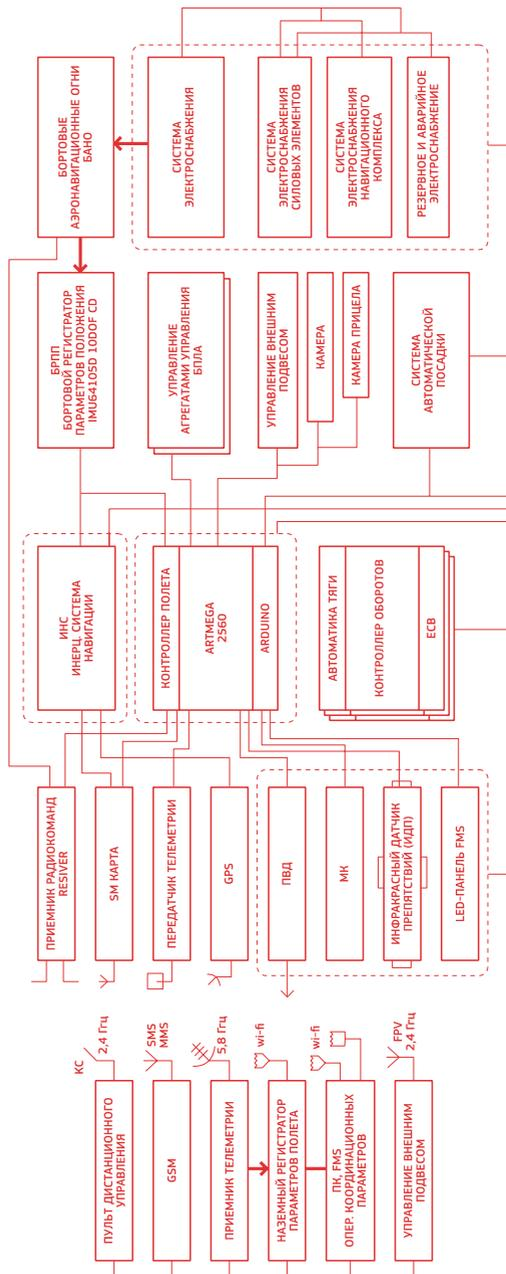 БОРТОВЫЕ
АЭРОНАВИГАЦИОННЫЕ ОГНИ
БАНО
СИСТЕМА
ЭЛЕКТРОСНАБЖЕНИЯ
СИСТЕМА
ЭЛЕКТРОСНАБЖЕНИЯ
СИЛОВЫХ ЭЛЕМЕНТОВ
СИСТЕМА
ЭЛЕКТРОСНАБЖЕНИЯ
НАВИГАЦИОННОГО
КОМПЛЕКСА
РЕЗЕРВНОЕ И АВАРИЙНОЕ
ЭЛЕКТРОСНАБЖЕНИЕ
БРПП
БОРТОВОЙ РЕГИСТРАТОР
ПАРАМЕТРОВ ПОЛОЖЕНИЯ
IMU6410SD 10DOF CD
УПРАВЛЕНИЕ
АГРЕГАТАМИ УПРАВЛЕНИЯ
БПЛА
УПРАВЛЕНИЕ ВНЕШНИМ
ПОДВЕСОМ
КАМЕРА
КАМЕРА ПРИЦЕЛА
СИСТЕМА
АВТОМАТИЧЕСКОЙ
ПОСАДКИ
ИНС
ИНЕРЦ. СИСТЕМА
НАВИГАЦИИ
КОНТРОЛЛЕР ПОЛЕТА
ARTMEGA
2560
ARDUINO
АВТОМАТИКА ТЯГИ
КОНТРОЛЛЕР ОБОРОТОВ
ECB
ПРИЕМНИК РАДИОКОМАНД
RESIVER
SM КАРТА
ПЕРЕДАТЧИК ТЕЛЕМЕТРИИ
GPS
ПВД
МК
ИНФРАКРАСНЫЙ ДАТЧИК
ПРЕПЯТСТВИЙ (ИДП)
LED-ПАНЕЛЬ FMS
КС
2,4 Ггц
SMS
MMS
5,8 Ггц
wi-fi
wi-fi
FPV
2,4 Ггц
ПУЛЬТ ДИСТАНЦИОННОГО
УПРАВЛЕНИЯ
GSM
ПРИЕМНИК ТЕЛЕМЕТРИИ
НАЗЕМНЫЙ РЕГИСТРАТОР
ПАРАМЕТРОВ ПОЛЕТА
ПК, FMS
ОПЕР. КООРДИНАЦИОННЫХ
ПАРАМЕТРОВ
УПРАВЛЕНИЕ ВНЕШНИМ
ПОДВЕСОМ